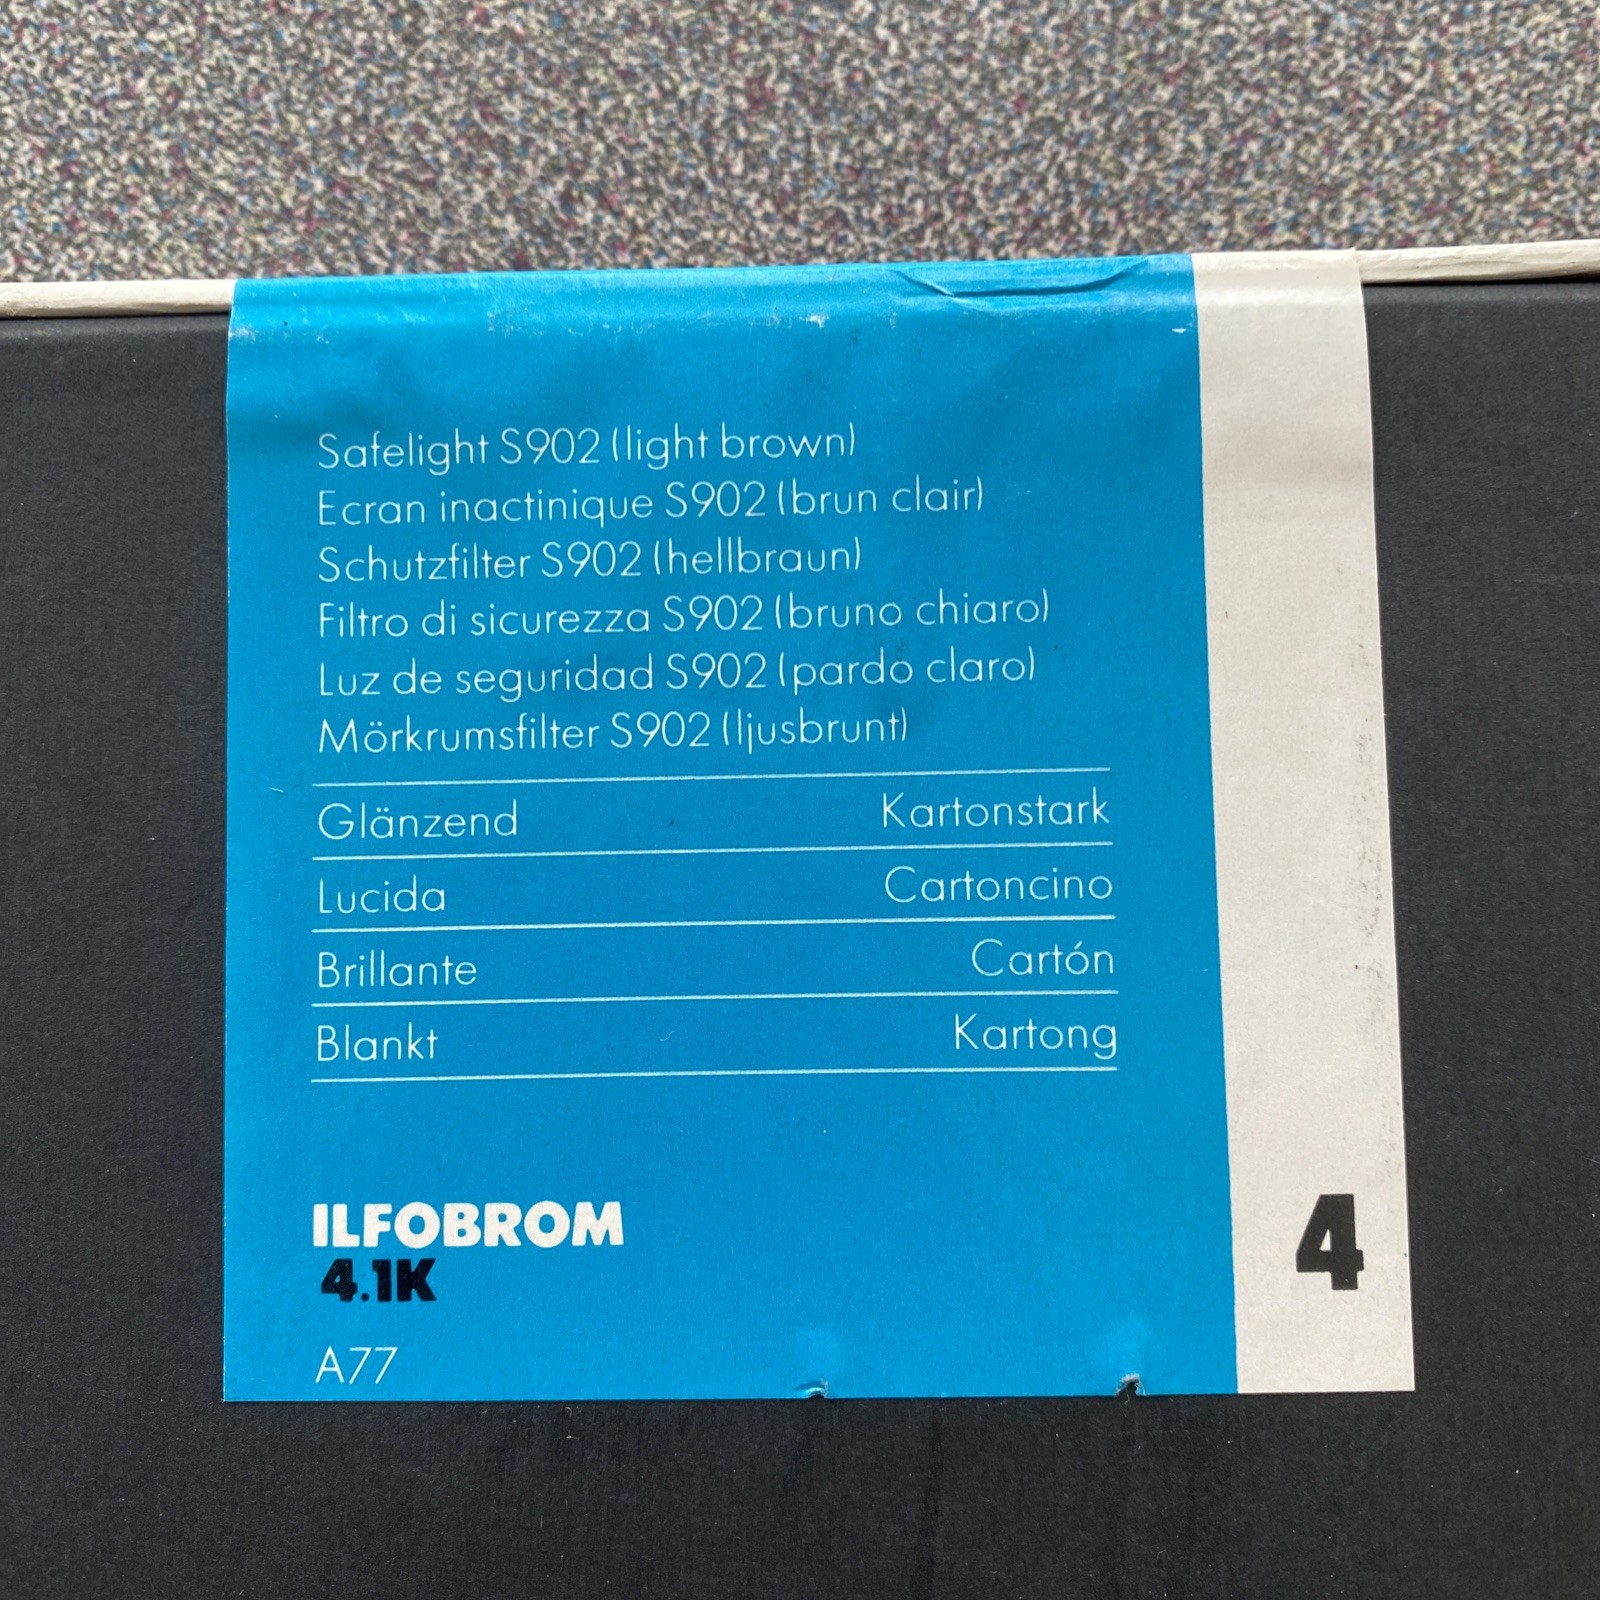 Safelight S902 (light brown)
Ecran inactinique S902 (brun clair)
Schutzfilter S902 (hellbraun)
Filtro di sicurezza S902 (bruno chiaro)
Luz de seguridad S902 (pardo claro)
Mörkrumsfilter S902 (ljusbrunt)
Glänzend Kartonstark
Lucida Cartoncino
Brillante Cartón
Blankt Kartong
ILFOBROM
4.1K
4
A77